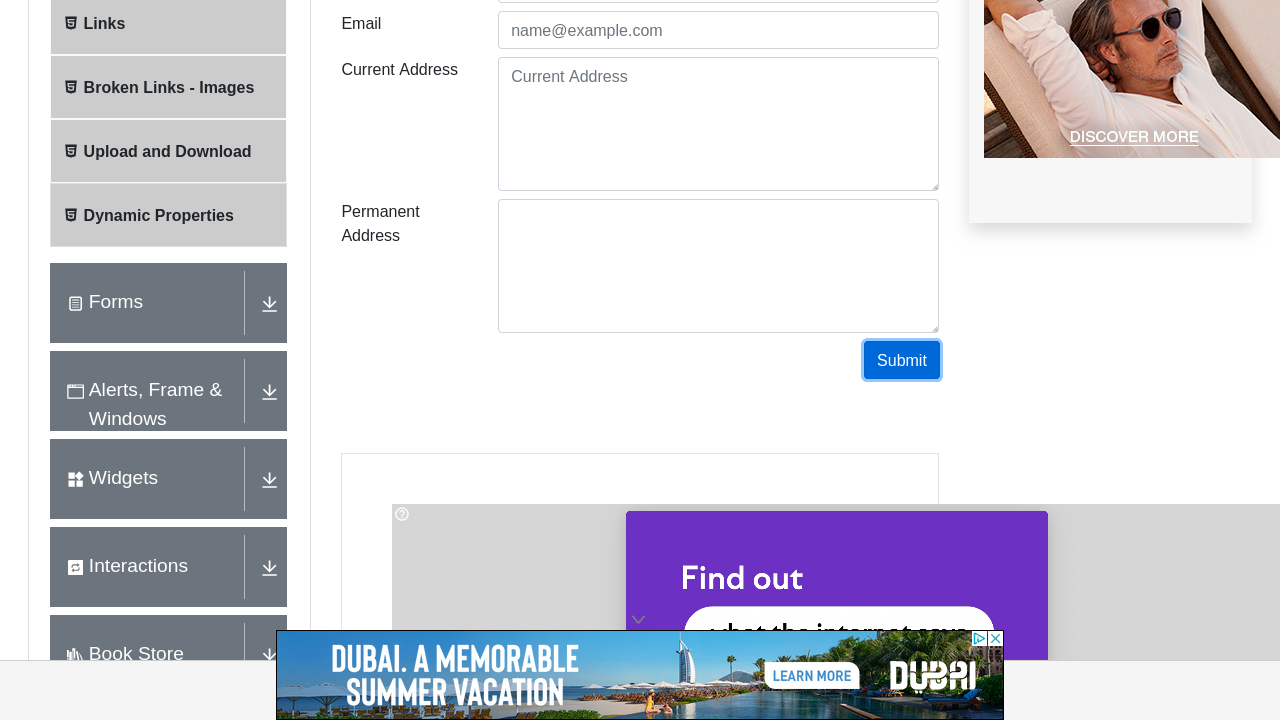 Links
Broken Links - Images
Upload and Download
Dynamic Properties
Forms
Alerts, Frame &
Windows
Widgets
Interactions
Book Store
Email
name@example.com
Current Address
Current Address
Permanent
Address
Submit
DISCOVER MORE
Find out
DUBAI. A MEMORABLE
SUMMER VACATION
LEARN MORE
DUBAI